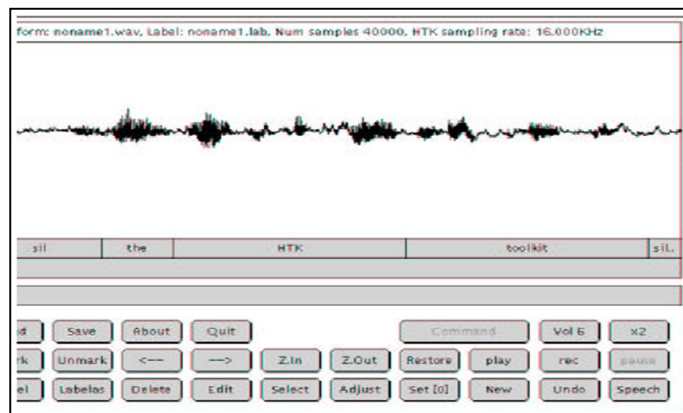 form: noname1.wav, Label: noname1.lab, Num samples 40000, HTK sampling rate: 16.000KHz
sil the HTK toolkit sil..
d Save About Quit Command Vol 6 x2
rk Unmark <-- --> Z.In Z.Out Restore play rec pause
el Labelas Delete Edit Select Adjust Set [0] New Undo Speech